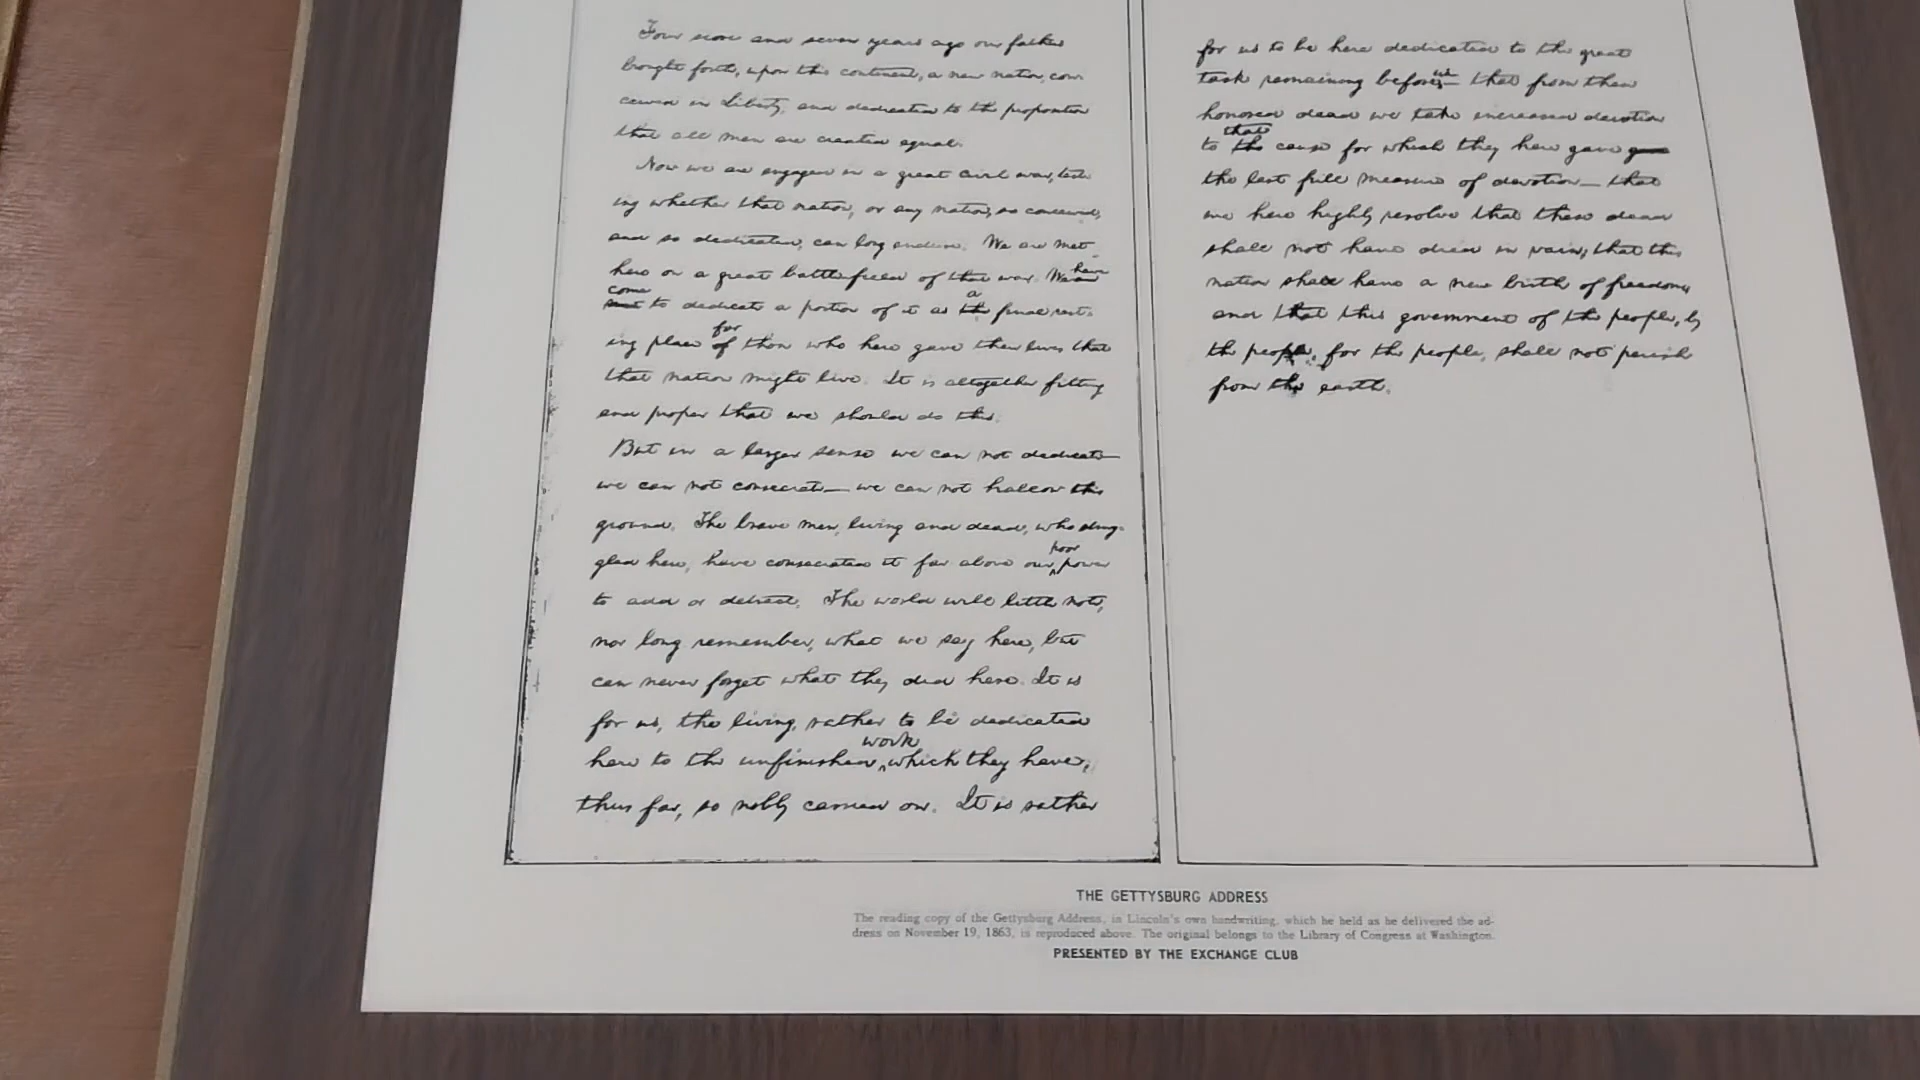 Four score and seven years ago our fathers
brought forth, upon this continent, a new nation, con-
ceived in Liberty, and dedicated to the proposition
that all men are created equal.
Now we are engaged in a great civil war, test-
ing whether that nation, or any nation, so conceived,
and so dedicated, can long endure. We are met
here on a great battle-field of that war. We are have
come
sent to dedicate a portion of it as the a final rest-
for
ing place of those who here gave their lives that
that nation might live. It is altogether fitting
and proper that we should do this.
But in a larger sense we can not dedicate—
we can not consecrate— we can not hallow this
ground. The brave men, living and dead, who strug-
poor
gled here, have consecrated it far above our power
to add or detract. The world will little note,
nor long remember, what we say here, but
can never forget what they did here. It is
for us, the living, rather to be dedicated
work
here to the unfinished which they have,
thus far, so nobly carried on. It is rather
for us to be here dedicated to the great
task remaining before us— that from these
honored dead we take increased devotion
that
to the cause for which they here gave gave
the last full measure of devotion— that
we here highly resolve that these dead
shall not have died in vain; that this
nation shall have a new birth of freedom;
and that this government of the people, by
the people, for the people, shall not perish
from the earth.
THE GETTYSBURG ADDRESS
The reading copy of the Gettysburg Address, in Lincoln's own handwriting, which he held as he delivered the ad-
dress on November 19, 1863, is reproduced above. The original belongs to the Library of Congress at Washington.
PRESENTED BY THE EXCHANGE CLUB